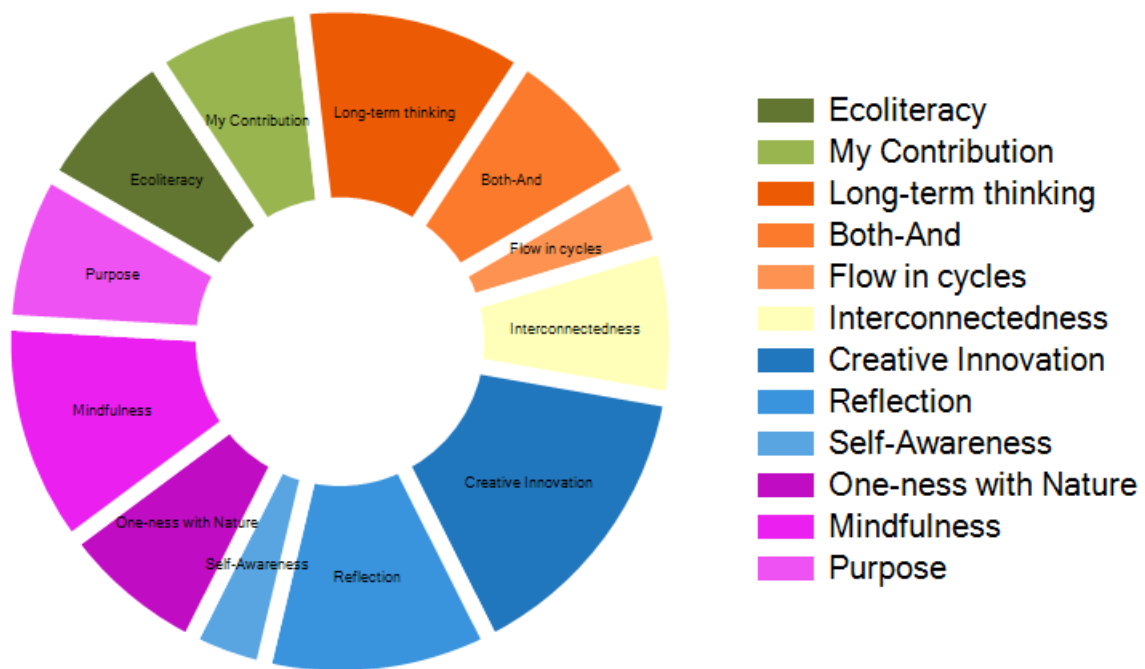 Long-term thinking
My Contribution
Both-And
Ecoliteracy
Flow in cycles
Purpose
Interconnectedness
Mindfulness
Creative Innovation
One-ness with Nature
Self-Awareness
Reflection
Ecoliteracy
My Contribution
Long-term thinking
Both-And
Flow in cycles
Interconnectedness
Creative Innovation
Reflection
Self-Awareness
One-ness with Nature
Mindfulness
Purpose